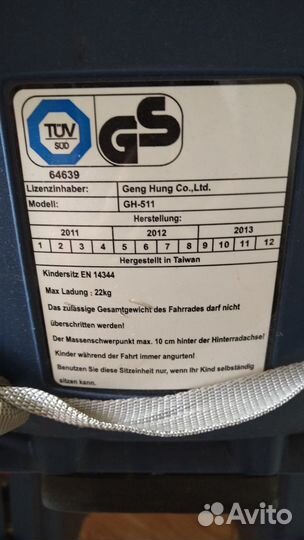 TÜV
SÜD
GS
64639
Lizenzinhaber: Geng Hung Co.,Ltd.
Modell: GH-511
Herstellung:
2011 2012 2013
1 2 3 4 5 6 7 8 9 10 11 12
Hergestellt in Taiwan
Kindersitz EN 14344
Max Ladung : 22kg
Das zulässige Gesamtgewicht des Fahrrades darf nicht
überschritten werden!
Der Massenschwerpunkt max. 10 cm hinter der Hinterradachse!
Kinder während der Fahrt immer angurten!
Benutzen Sie diese Sitzeinheit nur, wenn Ihr Kind selbständig
sitzen kann.
Avito